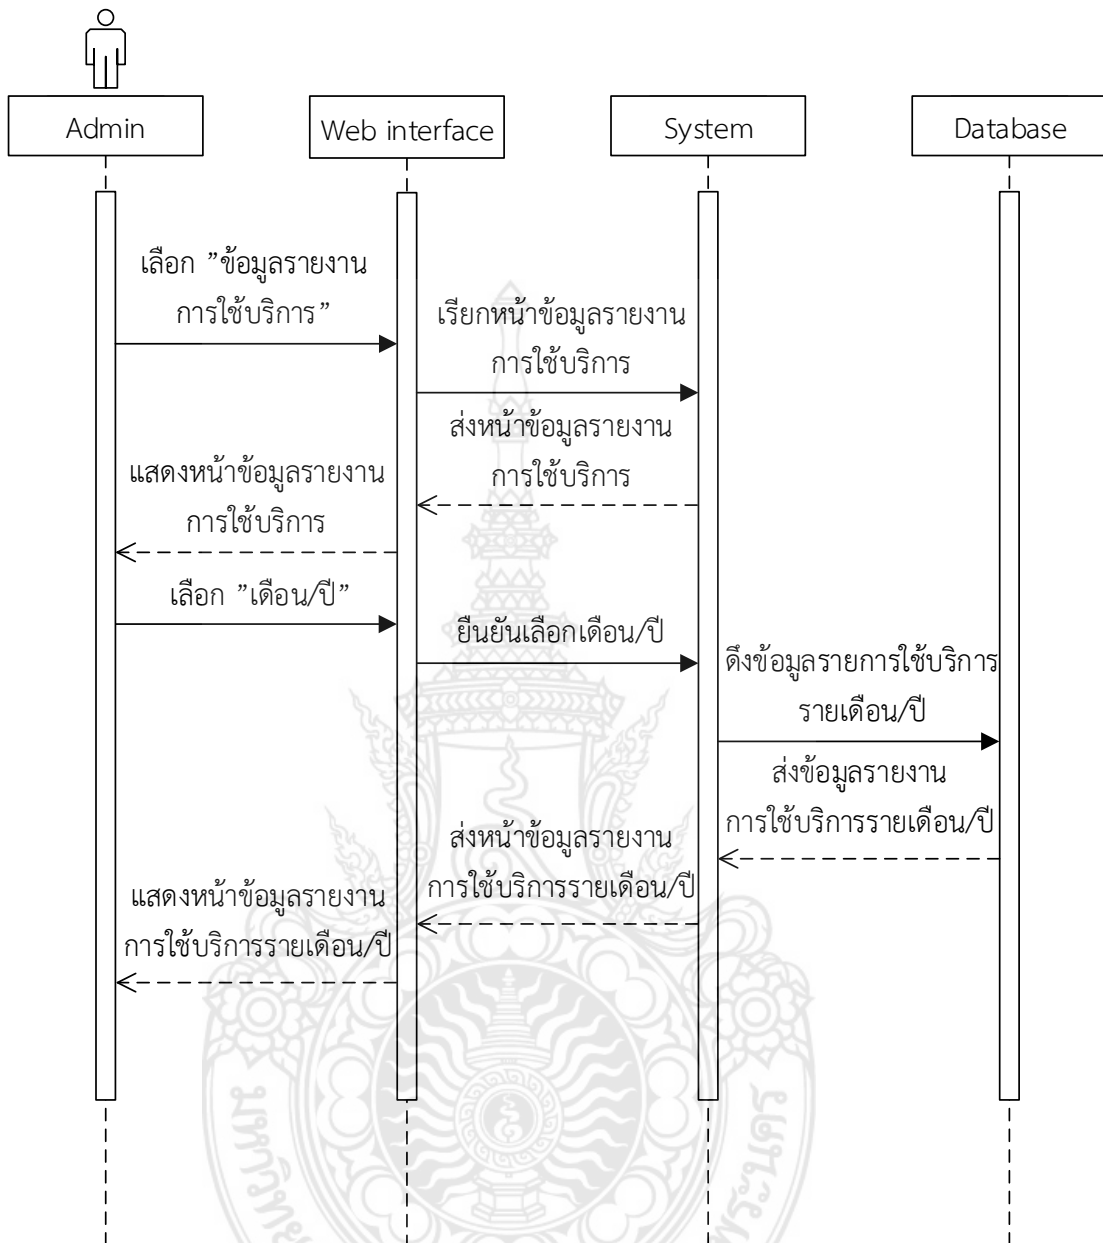 Admin
Web interface
System
Database
เลือก ”ข้อมูลรายงาน
การใช้บริการ”
เรียกหน้าข้อมูลรายงาน
การใช้บริการ
ส่งหน้าข้อมูลรายงาน
การใช้บริการ
แสดงหน้าข้อมูลรายงาน
การใช้บริการ
เลือก ”เดือน/ปี”
ยืนยันเลือกเดือน/ปี
ดึงข้อมูลรายการใช้บริการ
รายเดือน/ปี
ส่งข้อมูลรายงาน
การใช้บริการรายเดือน/ปี
ส่งหน้าข้อมูลรายงาน
การใช้บริการรายเดือน/ปี
แสดงหน้าข้อมูลรายงาน
การใช้บริการรายเดือน/ปี
พระนคร